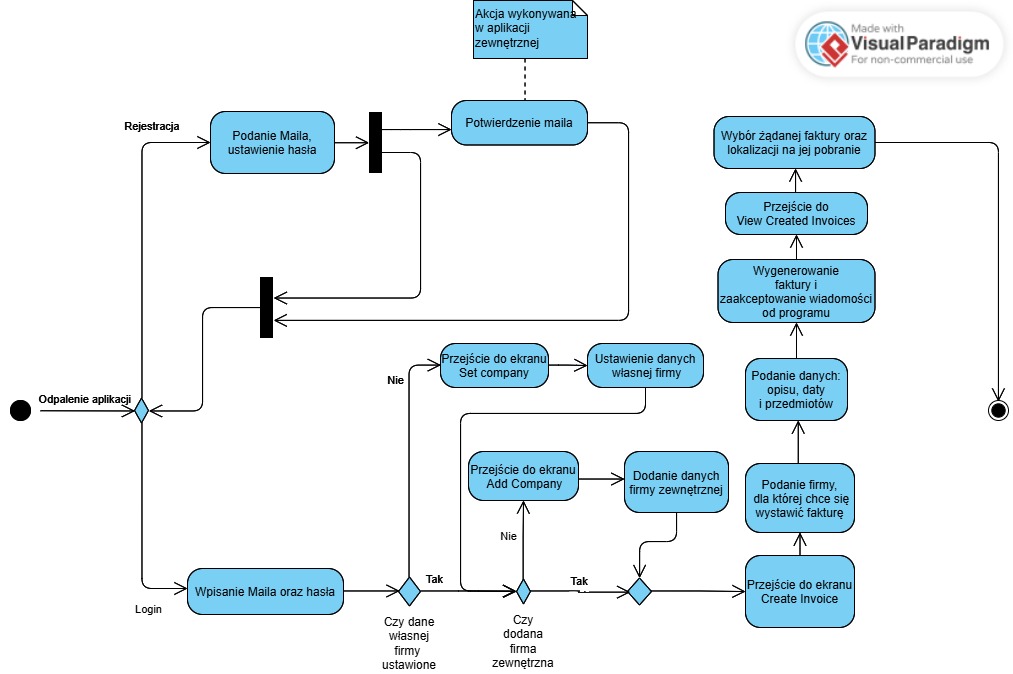 Akcja wykonywana
w aplikacji
zewnętrznej
Made with
Visual Paradigm
For non-commercial use
Rejestracja
Podanie Maila,
ustawienie hasła
Potwierdzenie maila
Wybór żądanej faktury oraz
lokalizacji na jej pobranie
Przejście do
View Created Invoices
Wygenerowanie
faktury i
zaakceptowanie wiadomości
od programu
Nie
Przejście do ekranu
Set company
Ustawienie danych
własnej firmy
Podanie danych:
opisu, daty
i przedmiotów
Odpalenie aplikacji
Przejście do ekranu
Add Company
Dodanie danych
firmy zewnętrznej
Podanie firmy,
dla której chce się
wystawić fakturę
Nie
Login
Wpisanie Maila oraz hasła
Tak
Tak
Przejście do ekranu
Create Invoice
Czy dane
własnej
firmy
ustawione
Czy
dodana
firma
zewnętrzna